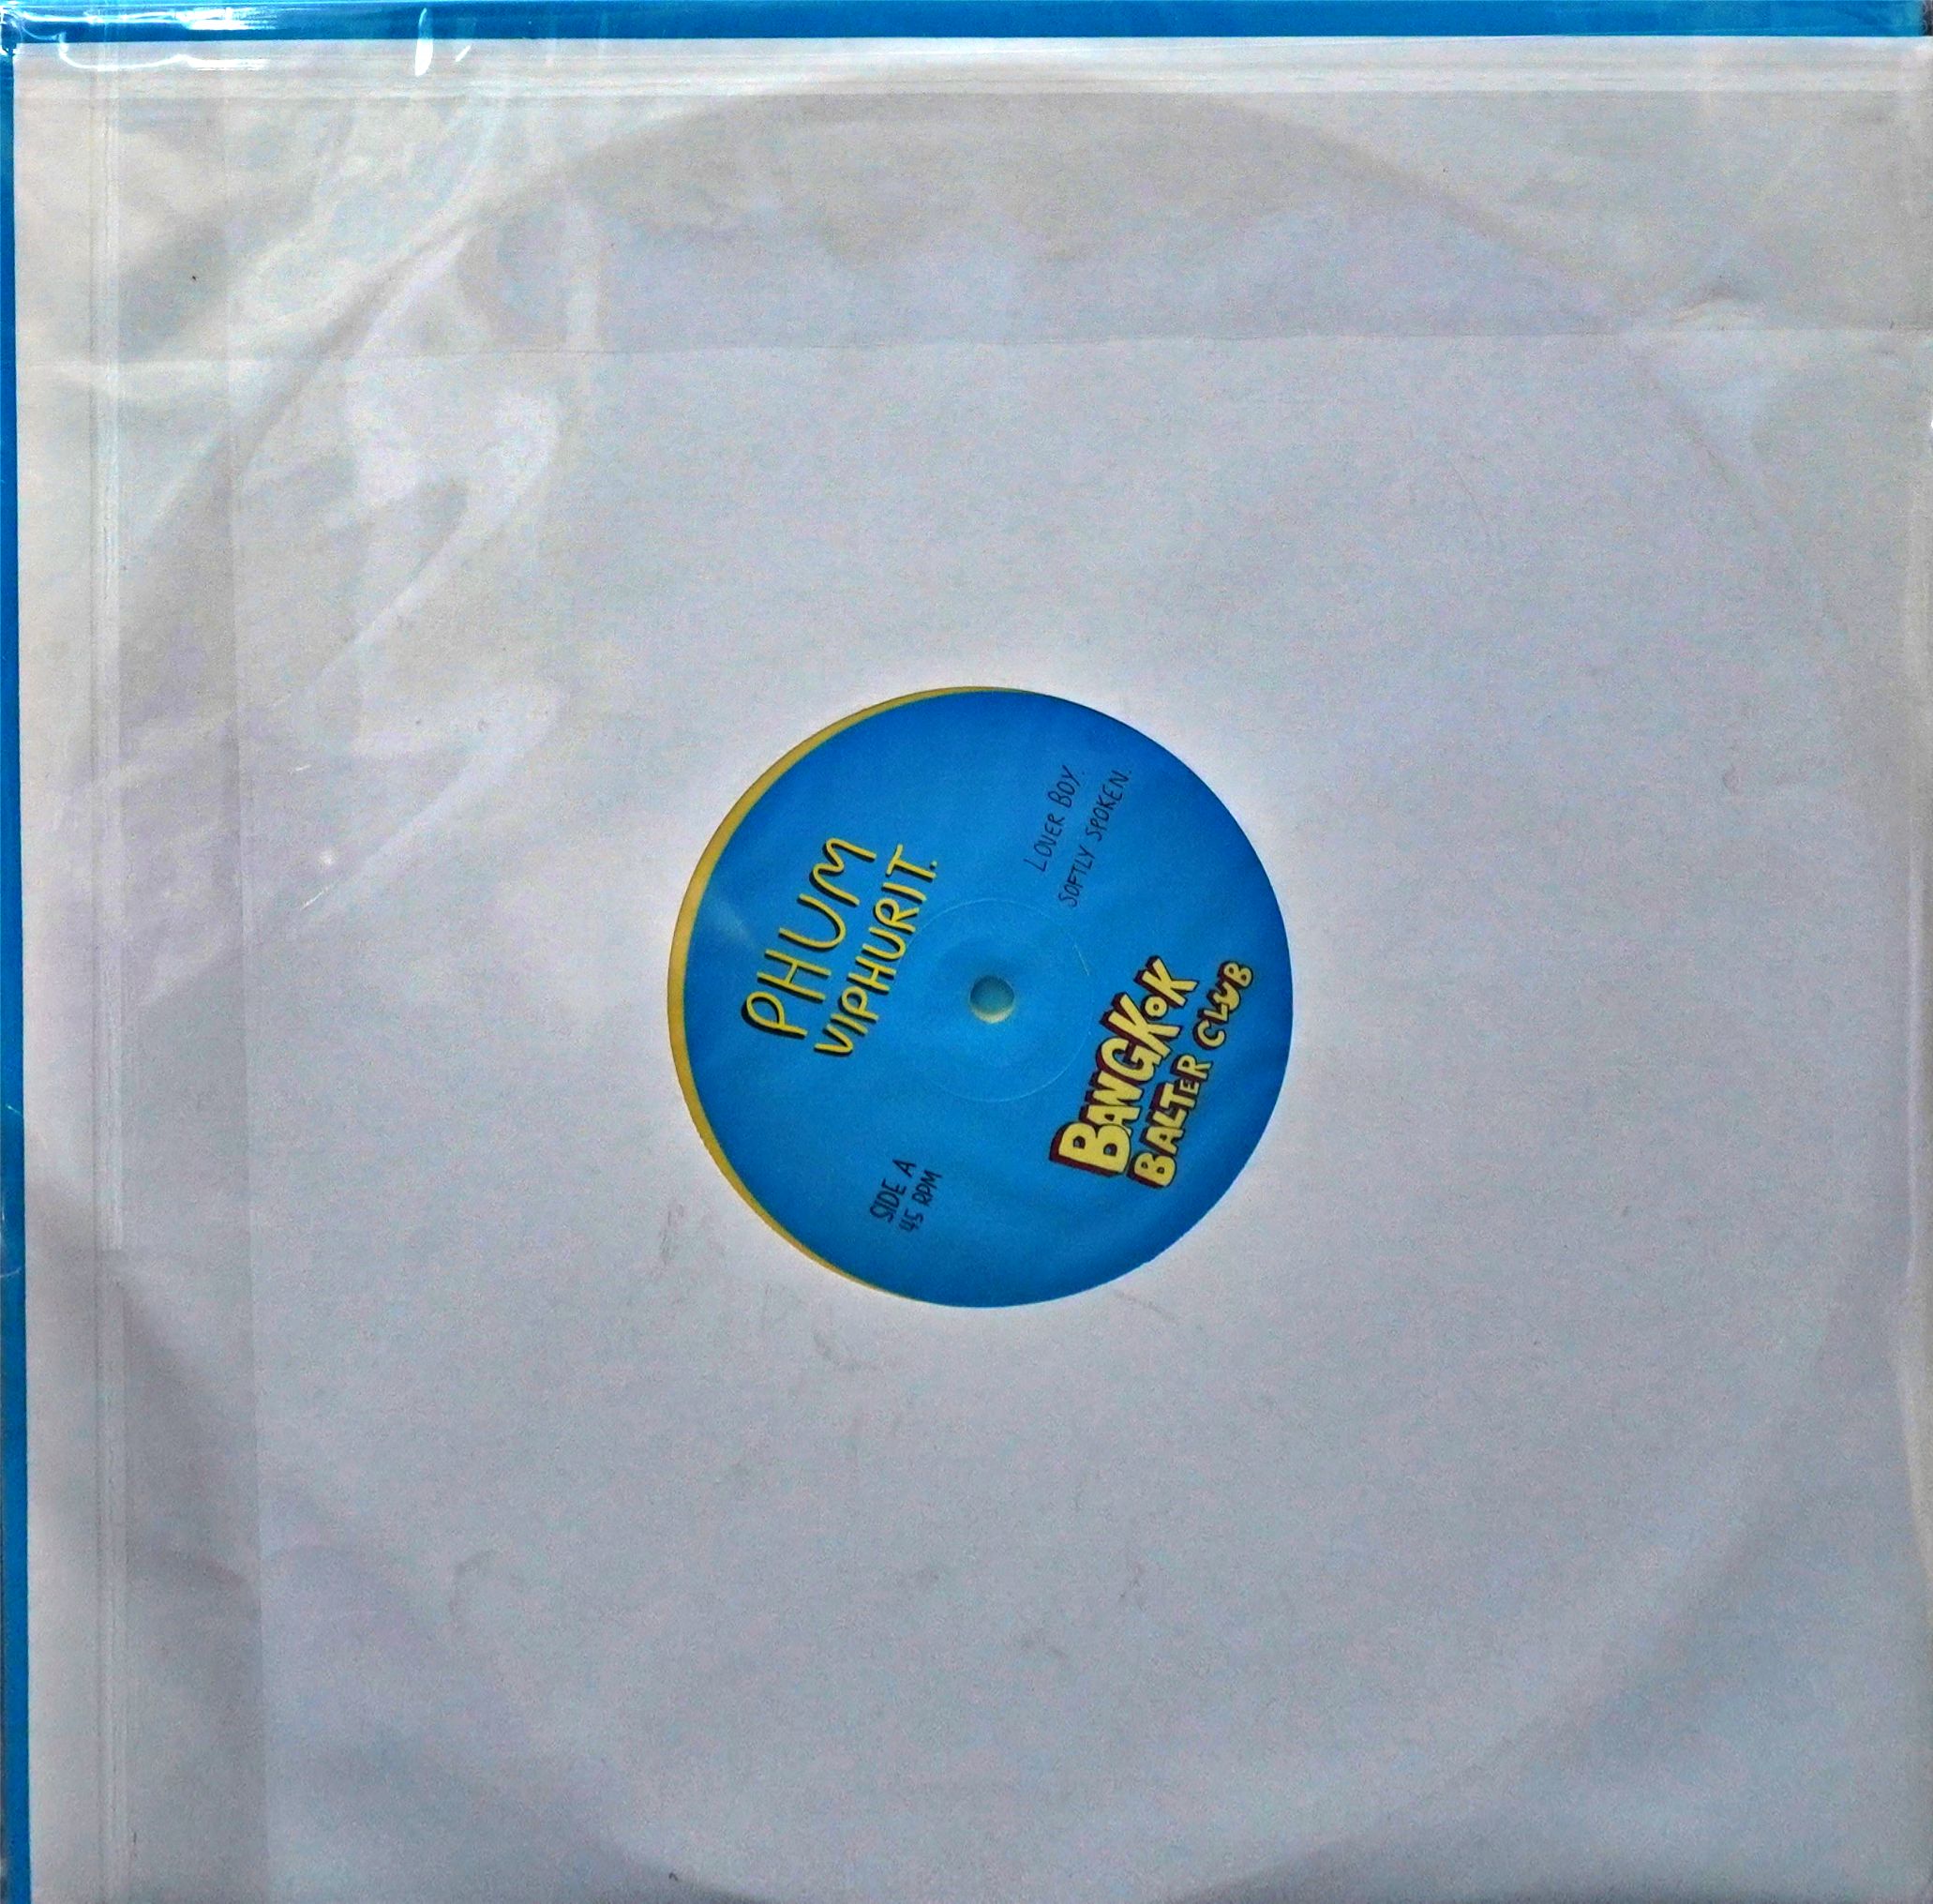 PHUM
VIPHURIT.
LOVER BOY.
SOFTLY SPOKEN.
SIDE A
45 RPM
BANGKOK
BALTER CLUB